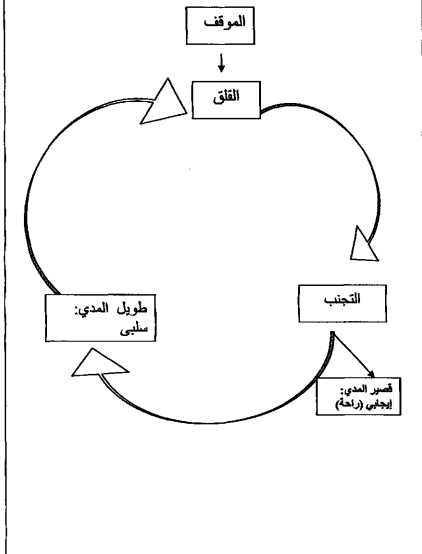 الموقف
القلق
التجنب
قصير المدي:
إيجابي (راحة)
طويل المدي:
سلبى